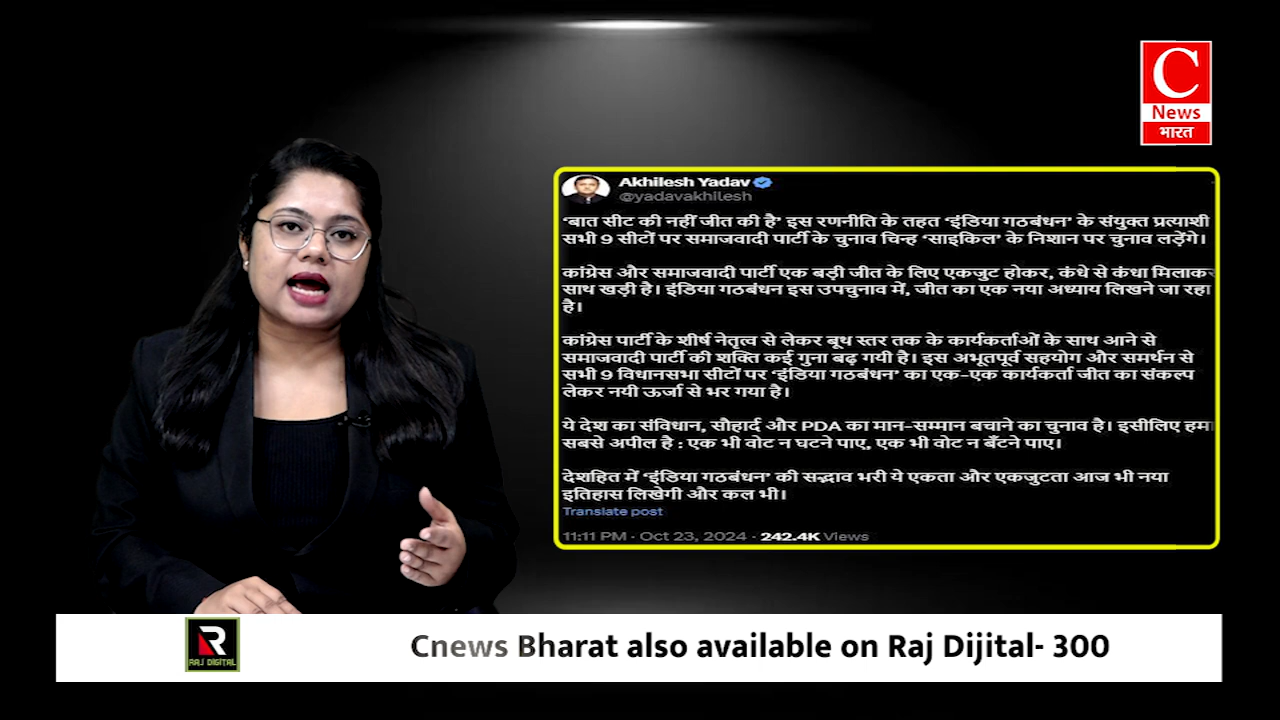 C
News
भारत
Akhilesh Yadav
@yadavakhilesh
‘बात सीट की नहीं जीत की है’ इस रणनीति के तहत ‘इंडिया गठबंधन’ के संयुक्त प्रत्याशी
सभी 9 सीटों पर समाजवादी पार्टी के चुनाव चिन्ह ‘साइकिल’ के निशान पर चुनाव लड़ेंगे।
कांग्रेस और समाजवादी पार्टी एक बड़ी जीत के लिए एकजुट होकर, कंधे से कंधा मिलाकर
साथ खड़ी है। इंडिया गठबंधन इस उपचुनाव में, जीत का एक नया अध्याय लिखने जा रहा
है।
कांग्रेस पार्टी के शीर्ष नेतृत्व से लेकर बूथ स्तर तक के कार्यकर्ताओं के साथ आने से
समाजवादी पार्टी की शक्ति कई गुना बढ़ गयी है। इस अभूतपूर्व सहयोग और समर्थन से
सभी 9 विधानसभा सीटों पर ‘इंडिया गठबंधन’ का एक-एक कार्यकर्ता जीत का संकल्प
लेकर नयी ऊर्जा से भर गया है।
ये देश का संविधान, सौहार्द और PDA का मान-सम्मान बचाने का चुनाव है। इसीलिए हमा
सबसे अपील है : एक भी वोट न घटने पाए, एक भी वोट न बँटने पाए।
देशहित में ‘इंडिया गठबंधन’ की सद्भाव भरी ये एकता और एकजुटता आज भी नया
इतिहास लिखेगी और कल भी।
Translate post
11:11 PM · Oct 23, 2024 · 242.4K Views
R
RAJ DIGITAL
Cnews Bharat also available on Raj Dijital- 300